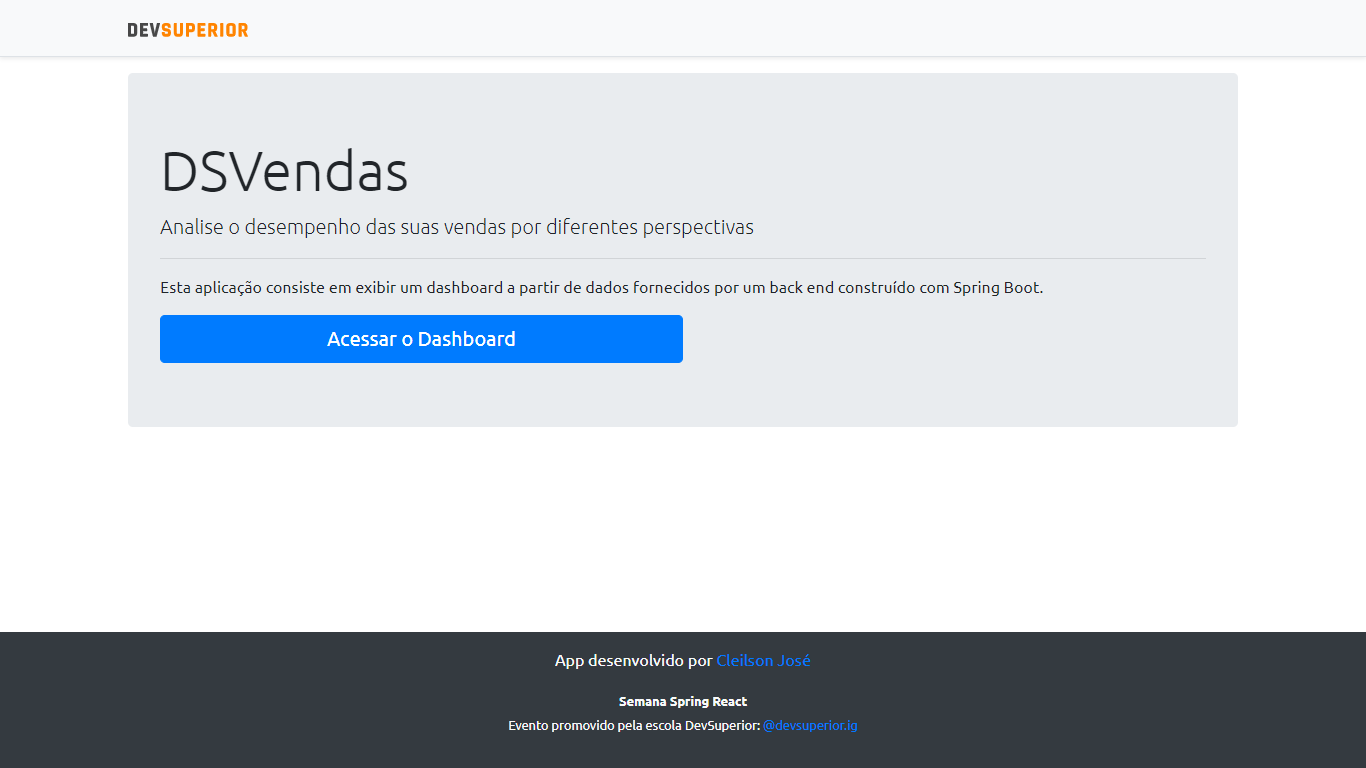 DEVSUPERIOR
DSVendas
Analise o desempenho das suas vendas por diferentes perspectivas
Esta aplicação consiste em exibir um dashboard a partir de dados fornecidos por um back end construído com Spring Boot.
Acessar o Dashboard
App desenvolvido por Cleilson José
Semana Spring React
Evento promovido pela escola DevSuperior: @devsuperior.ig